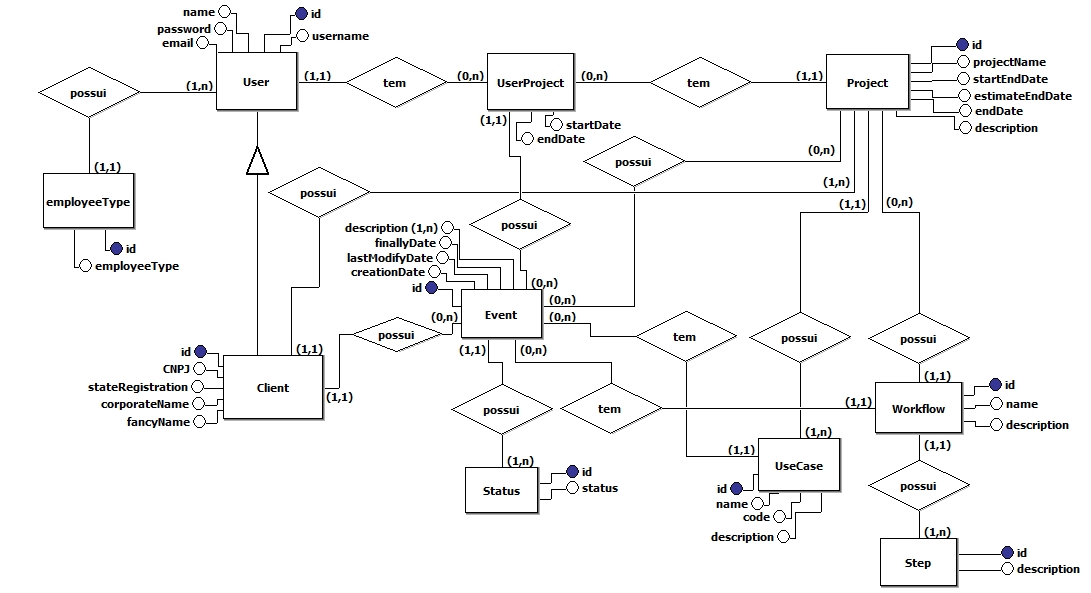 name
id
password
username
email
User
(1,1)
tem
(0,n)
UserProject
(0,n)
tem
(1,1)
Project
id
projectName
startEndDate
estimateEndDate
endDate
description
possui
(1,n)
(1,1)
startDate
endDate
possui
(0,n)
(1,1)
employeeType
id
employeeType
possui
(1,n)
(1,1)
(0,n)
possui
description (1,n)
finallyDate
lastModifyDate
creationDate
id
(0,n)
Event
(0,n)
(0,n)
(0,n)
possui
tem
possui
possui
id
CNPJ
stateRegistration
corporateName
fancyName
Client
(1,1)
(1,1)
(1,1)
(0,n)
possui
tem
(1,1)
(1,1)
Workflow
id
name
description
(1,n)
(1,1)
(1,1)
UseCase
id
name
code
description
(1,n)
Status
id
status
possui
(1,n)
Step
id
description